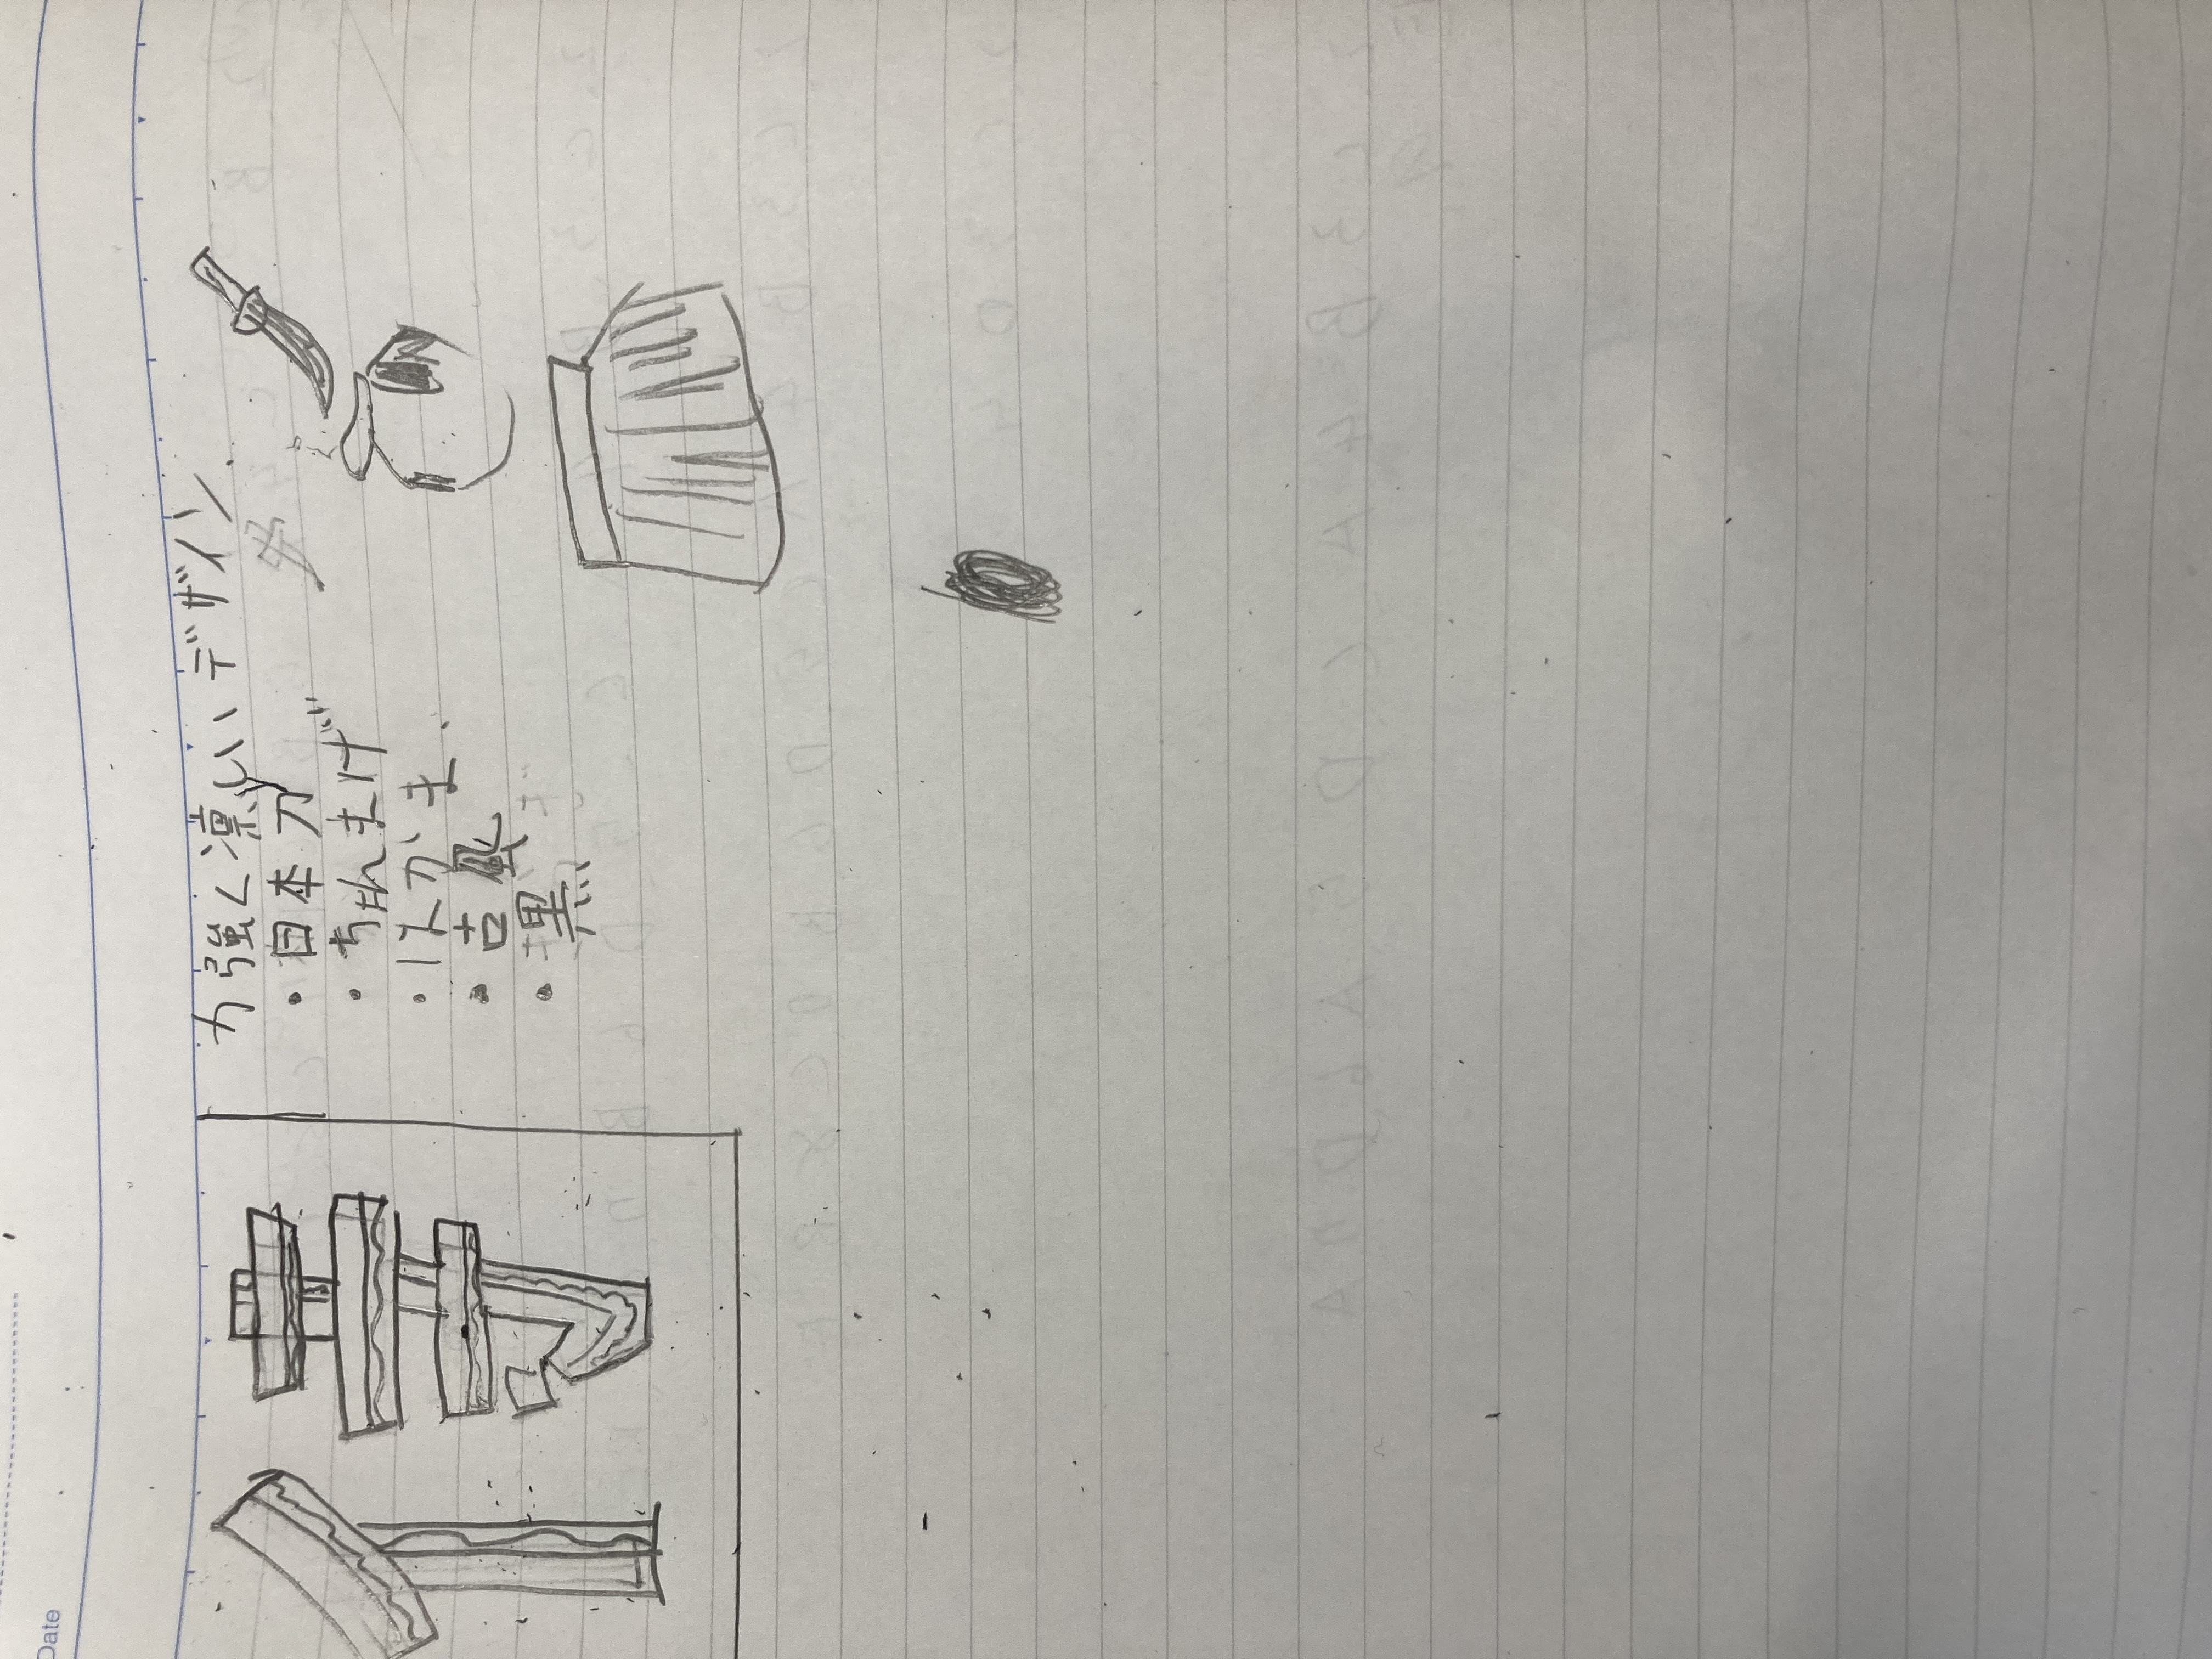 Date
侍
力強く凛しいデザイン.
・日本刀
・ちょんまげ
・はかま.
・古風
・黒